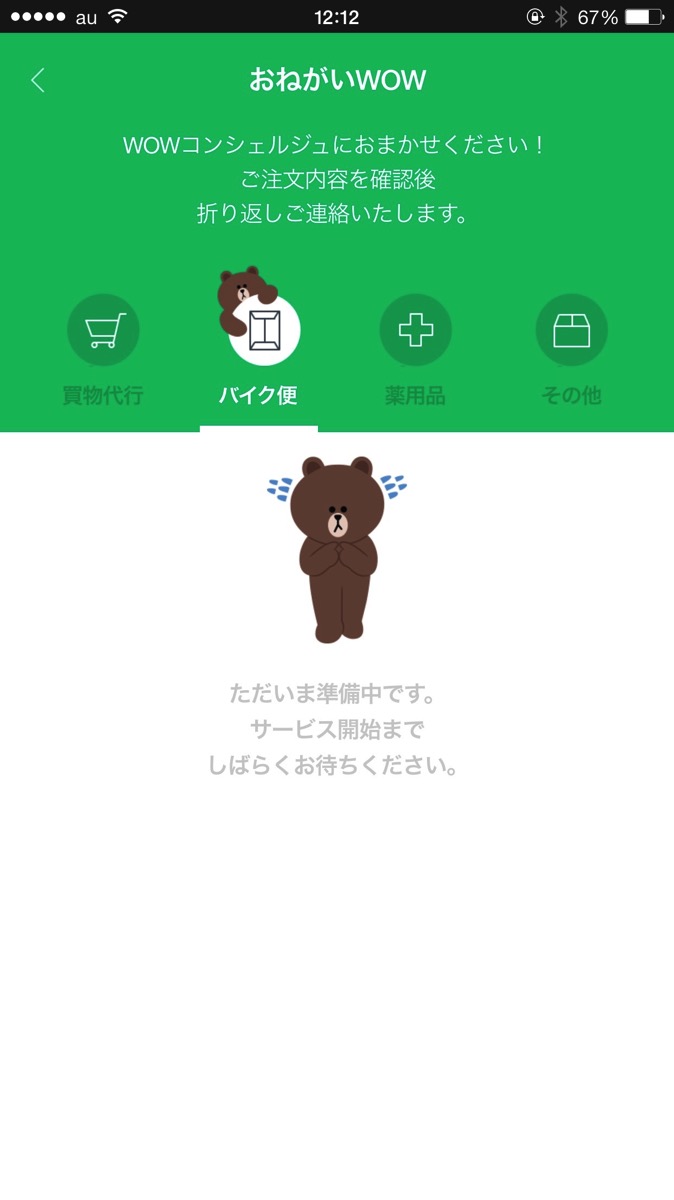 au 12:12 67%
おねがいWOW
WOWコンシェルジュにおまかせください！
ご注文内容を確認後
折り返しご連絡いたします。
買物代行 バイク便 薬用品 その他
ただいま準備中です。
サービス開始まで
しばらくお待ちください。